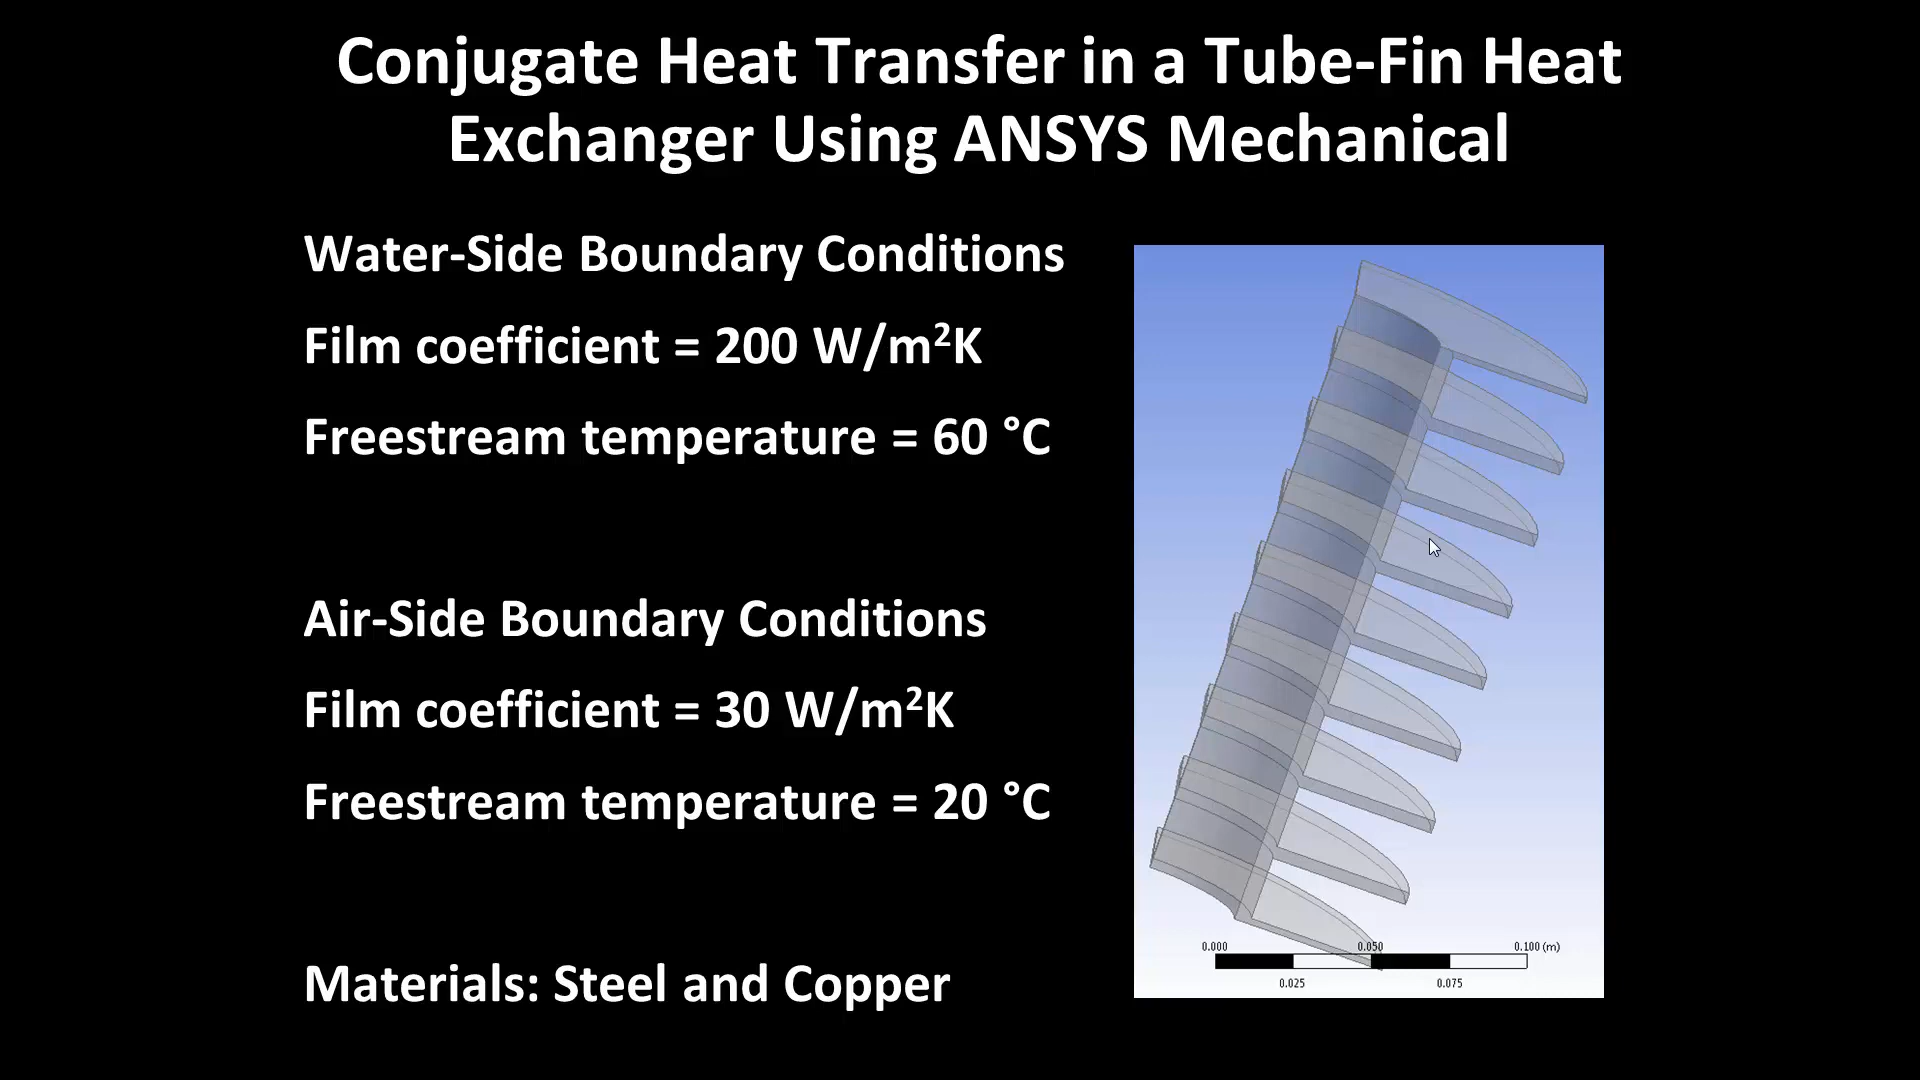 Conjugate Heat Transfer in a Tube-Fin Heat
Exchanger Using ANSYS Mechanical
Water-Side Boundary Conditions
Film coefficient = 200 W/m²K
Freestream temperature = 60 °C
Air-Side Boundary Conditions
Film coefficient = 30 W/m²K
Freestream temperature = 20 °C
Materials: Steel and Copper
0.000 0.050 0.100 (m)
0.025 0.075